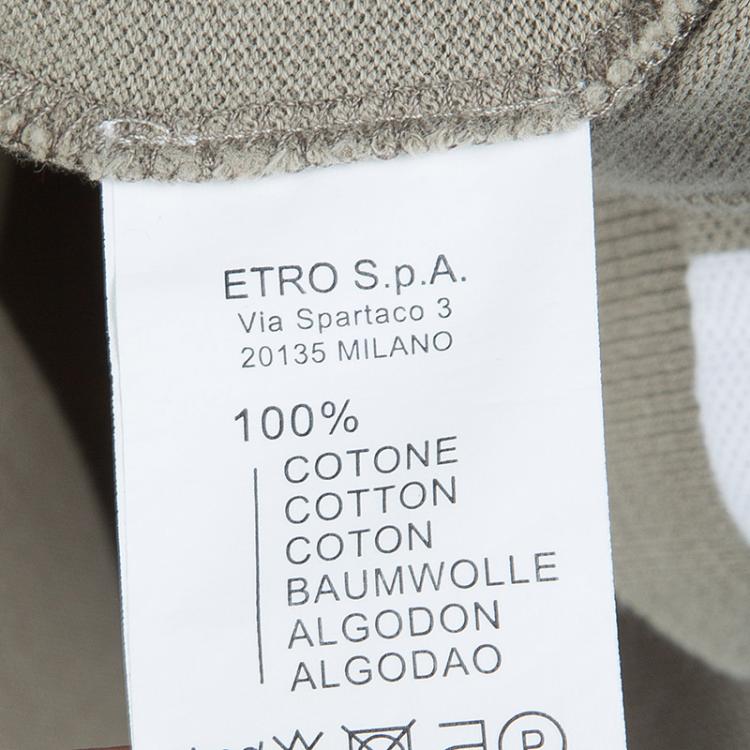 ETRO S.p.A.
Via Spartaco 3
20135 MILANO
100%
COTONE
COTTON
COTON
BAUMWOLLE
ALGODON
ALGODAO
P